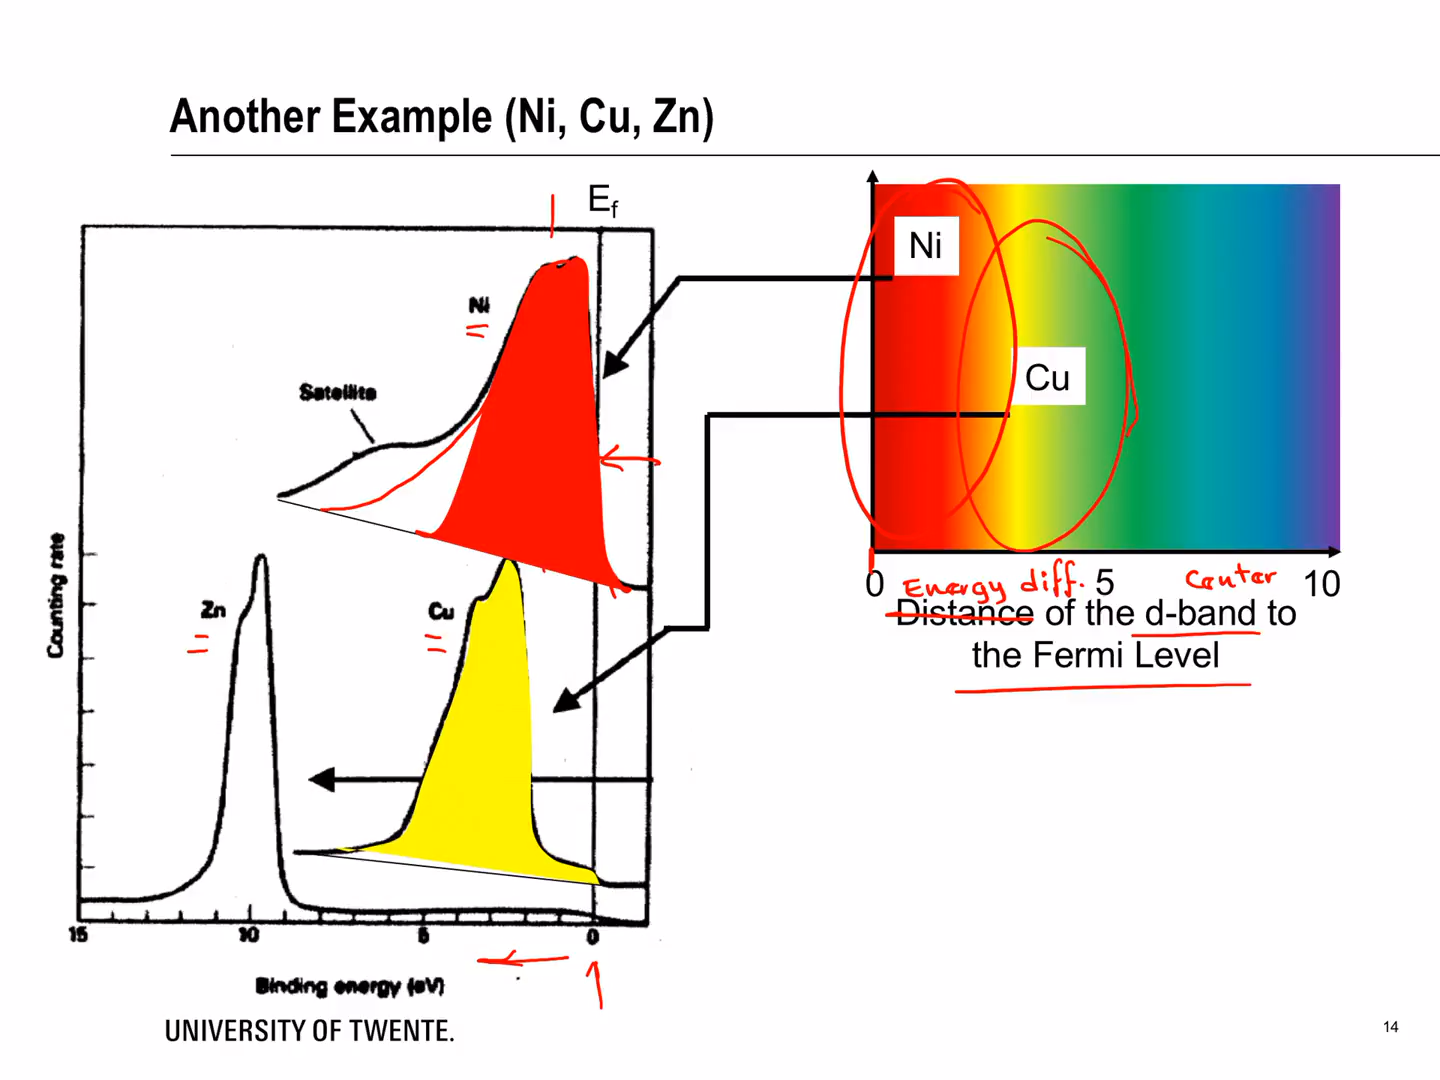 Another Example (Ni, Cu, Zn)
Ef
Ni
Satellite
Zn
Cu
Counting rate
15 10 5 0
Binding energy (eV)
Ni
Cu
0 5 10
Energy diff. Center
Distance of the d-band to
the Fermi Level
UNIVERSITY OF TWENTE.
14